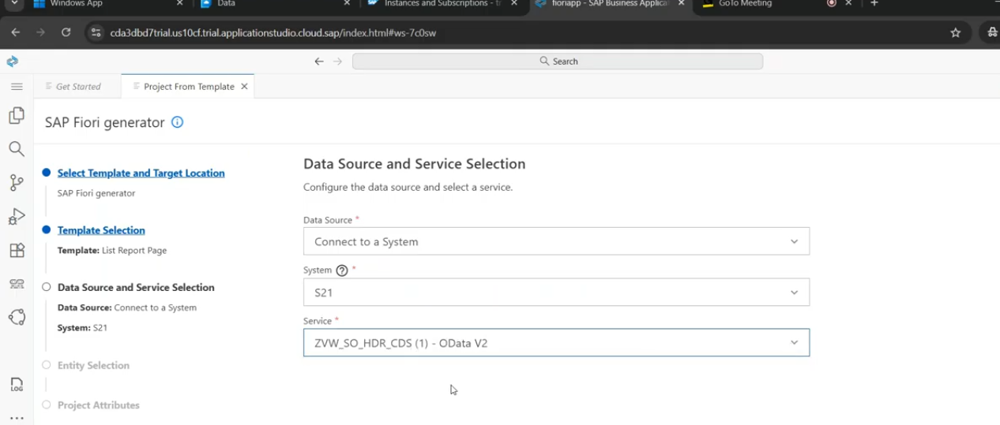 Windows App
Data
Instances and Subscriptions - tr
fioriapp - SAP Business Applica
GoTo Meeting
cda3dbd7trial.us10cf.trial.applicationstudio.cloud.sap/index.html#ws-7c0sw
Search
Get Started
Project From Template
SAP Fiori generator
Select Template and Target Location
SAP Fiori generator
Template Selection
Template: List Report Page
Data Source and Service Selection
Data Source: Connect to a System
System: S21
Entity Selection
Project Attributes
Data Source and Service Selection
Configure the data source and select a service.
Data Source *
Connect to a System
System *
S21
Service *
ZVW_SO_HDR_CDS (1) - OData V2
LOG